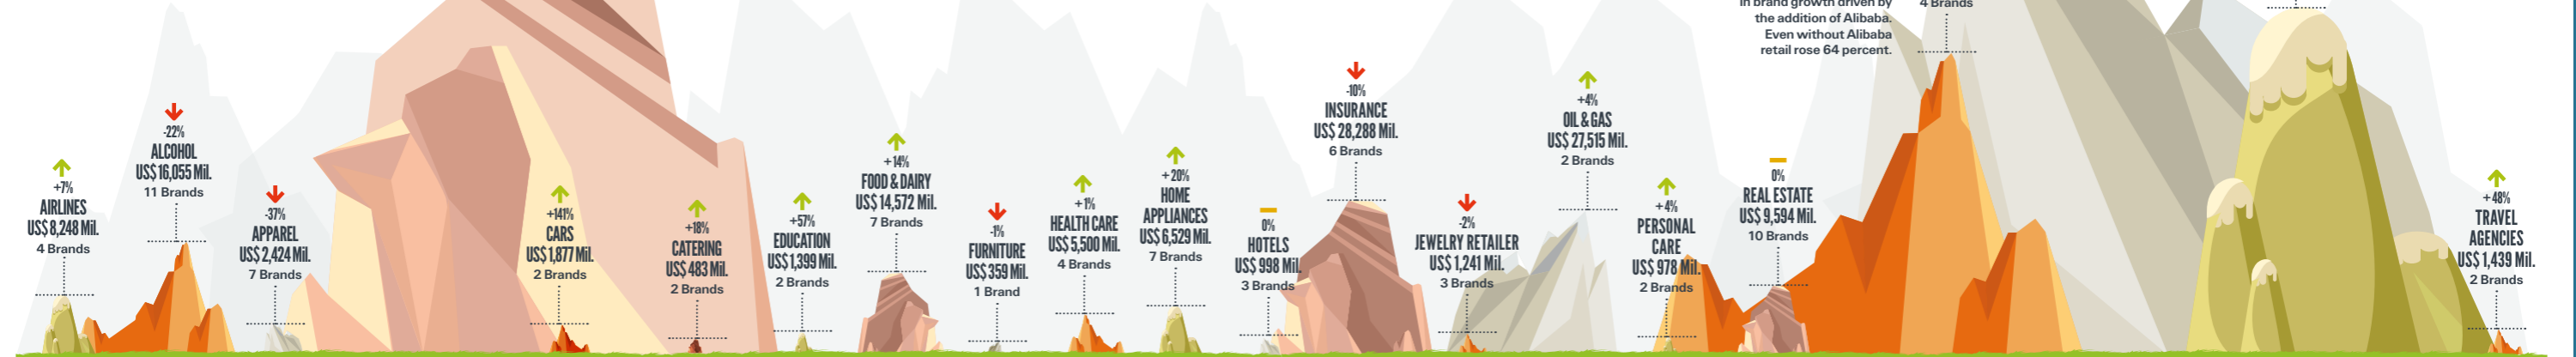 in brand growth driven by
the addition of Alibaba.
Even without Alibaba
retail rose 64 percent.
4 Brands
+7%
AIRLINES
US$ 8,248 Mil.
4 Brands
-22%
ALCOHOL
US$ 16,055 Mil.
11 Brands
-37%
APPAREL
US$ 2,424 Mil.
7 Brands
+141%
CARS
US$ 1,877 Mil.
2 Brands
+18%
CATERING
US$ 483 Mil.
2 Brands
+57%
EDUCATION
US$ 1,399 Mil.
2 Brands
+14%
FOOD & DAIRY
US$ 14,572 Mil.
7 Brands
-1%
FURNITURE
US$ 359 Mil.
1 Brand
+1%
HEALTH CARE
US$ 5,500 Mil.
4 Brands
+ 20%
HOME
APPLIANCES
US$ 6,529 Mil.
7 Brands
0%
HOTELS
US$ 998 Mil.
3 Brands
-10%
INSURANCE
US$ 28,288 Mil.
6 Brands
-2%
JEWELRY RETAILER
US$ 1,241 Mil.
3 Brands
+4%
OIL & GAS
US$ 27,515 Mil.
2 Brands
+4%
PERSONAL
CARE
US$ 978 Mil.
2 Brands
0%
REAL ESTATE
US$ 9,594 Mil.
10 Brands
+ 48%
TRAVEL
AGENCIES
US$ 1,439 Mil.
2 Brands